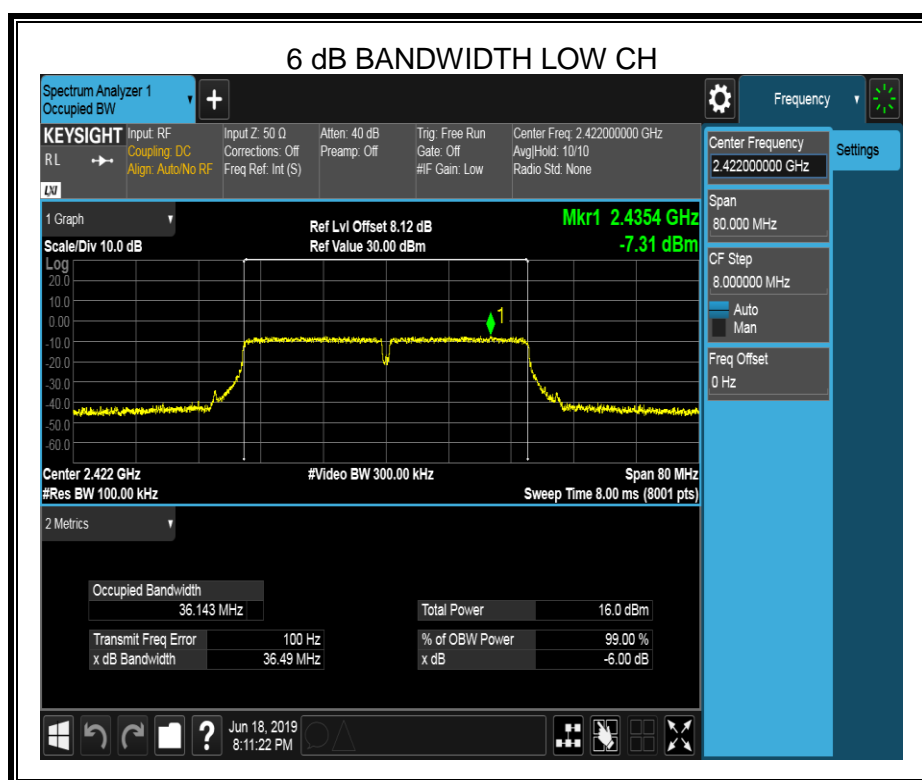 6 dB BANDWIDTH LOW CH
Spectrum Analyzer 1
Occupied BW
+
Frequency
KEYSIGHT
RL
LXI
Input: RF
Coupling: DC
Align: Auto/No RF
Input Z: 50 Ω
Corrections: Off
Freq Ref: Int (S)
Atten: 40 dB
Preamp: Off
Trig: Free Run
Gate: Off
#IF Gain: Low
Center Freq: 2.422000000 GHz
Avg|Hold: 10/10
Radio Std: None
Center Frequency
2.422000000 GHz
Settings
Span
80.000 MHz
CF Step
8.000000 MHz
Auto
Man
Freq Offset
0 Hz
1 Graph
Scale/Div 10.0 dB
Ref Lvl Offset 8.12 dB
Ref Value 30.00 dBm
Mkr1 2.4354 GHz
-7.31 dBm
Log
20.0
10.0
0.00
-10.0
-20.0
-30.0
-40.0
-50.0
-60.0
1
Center 2.422 GHz
#Video BW 300.00 kHz
Span 80 MHz
#Res BW 100.00 kHz
Sweep Time 8.00 ms (8001 pts)
2 Metrics
Occupied Bandwidth
36.143 MHz
Total Power 16.0 dBm
Transmit Freq Error 100 Hz
% of OBW Power 99.00 %
x dB Bandwidth 36.49 MHz
x dB -6.00 dB
?
Jun 18, 2019
8:11:22 PM